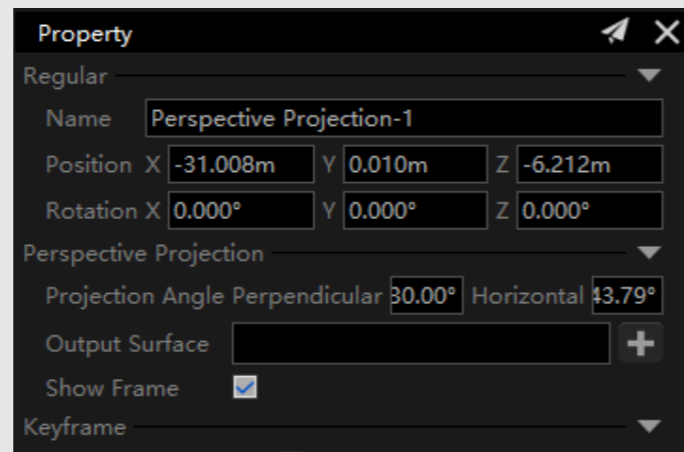 Property
Regular
Name Perspective Projection-1
Position X -31.008m Y 0.010m Z -6.212m
Rotation X 0.000° Y 0.000° Z 0.000°
Perspective Projection
Projection Angle Perpendicular 30.00° Horizontal 43.79°
Output Surface
Show Frame
Keyframe